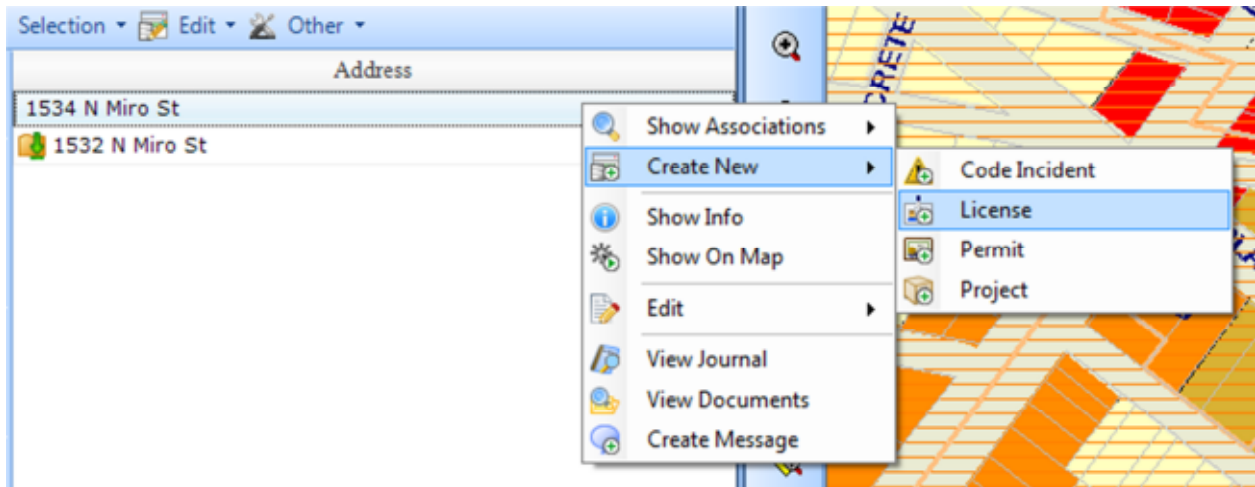 Selection Edit Other
Address
1534 N Miro St
1532 N Miro St
Show Associations
Create New
Show Info
Show On Map
Edit
View Journal
View Documents
Create Message
Code Incident
License
Permit
Project